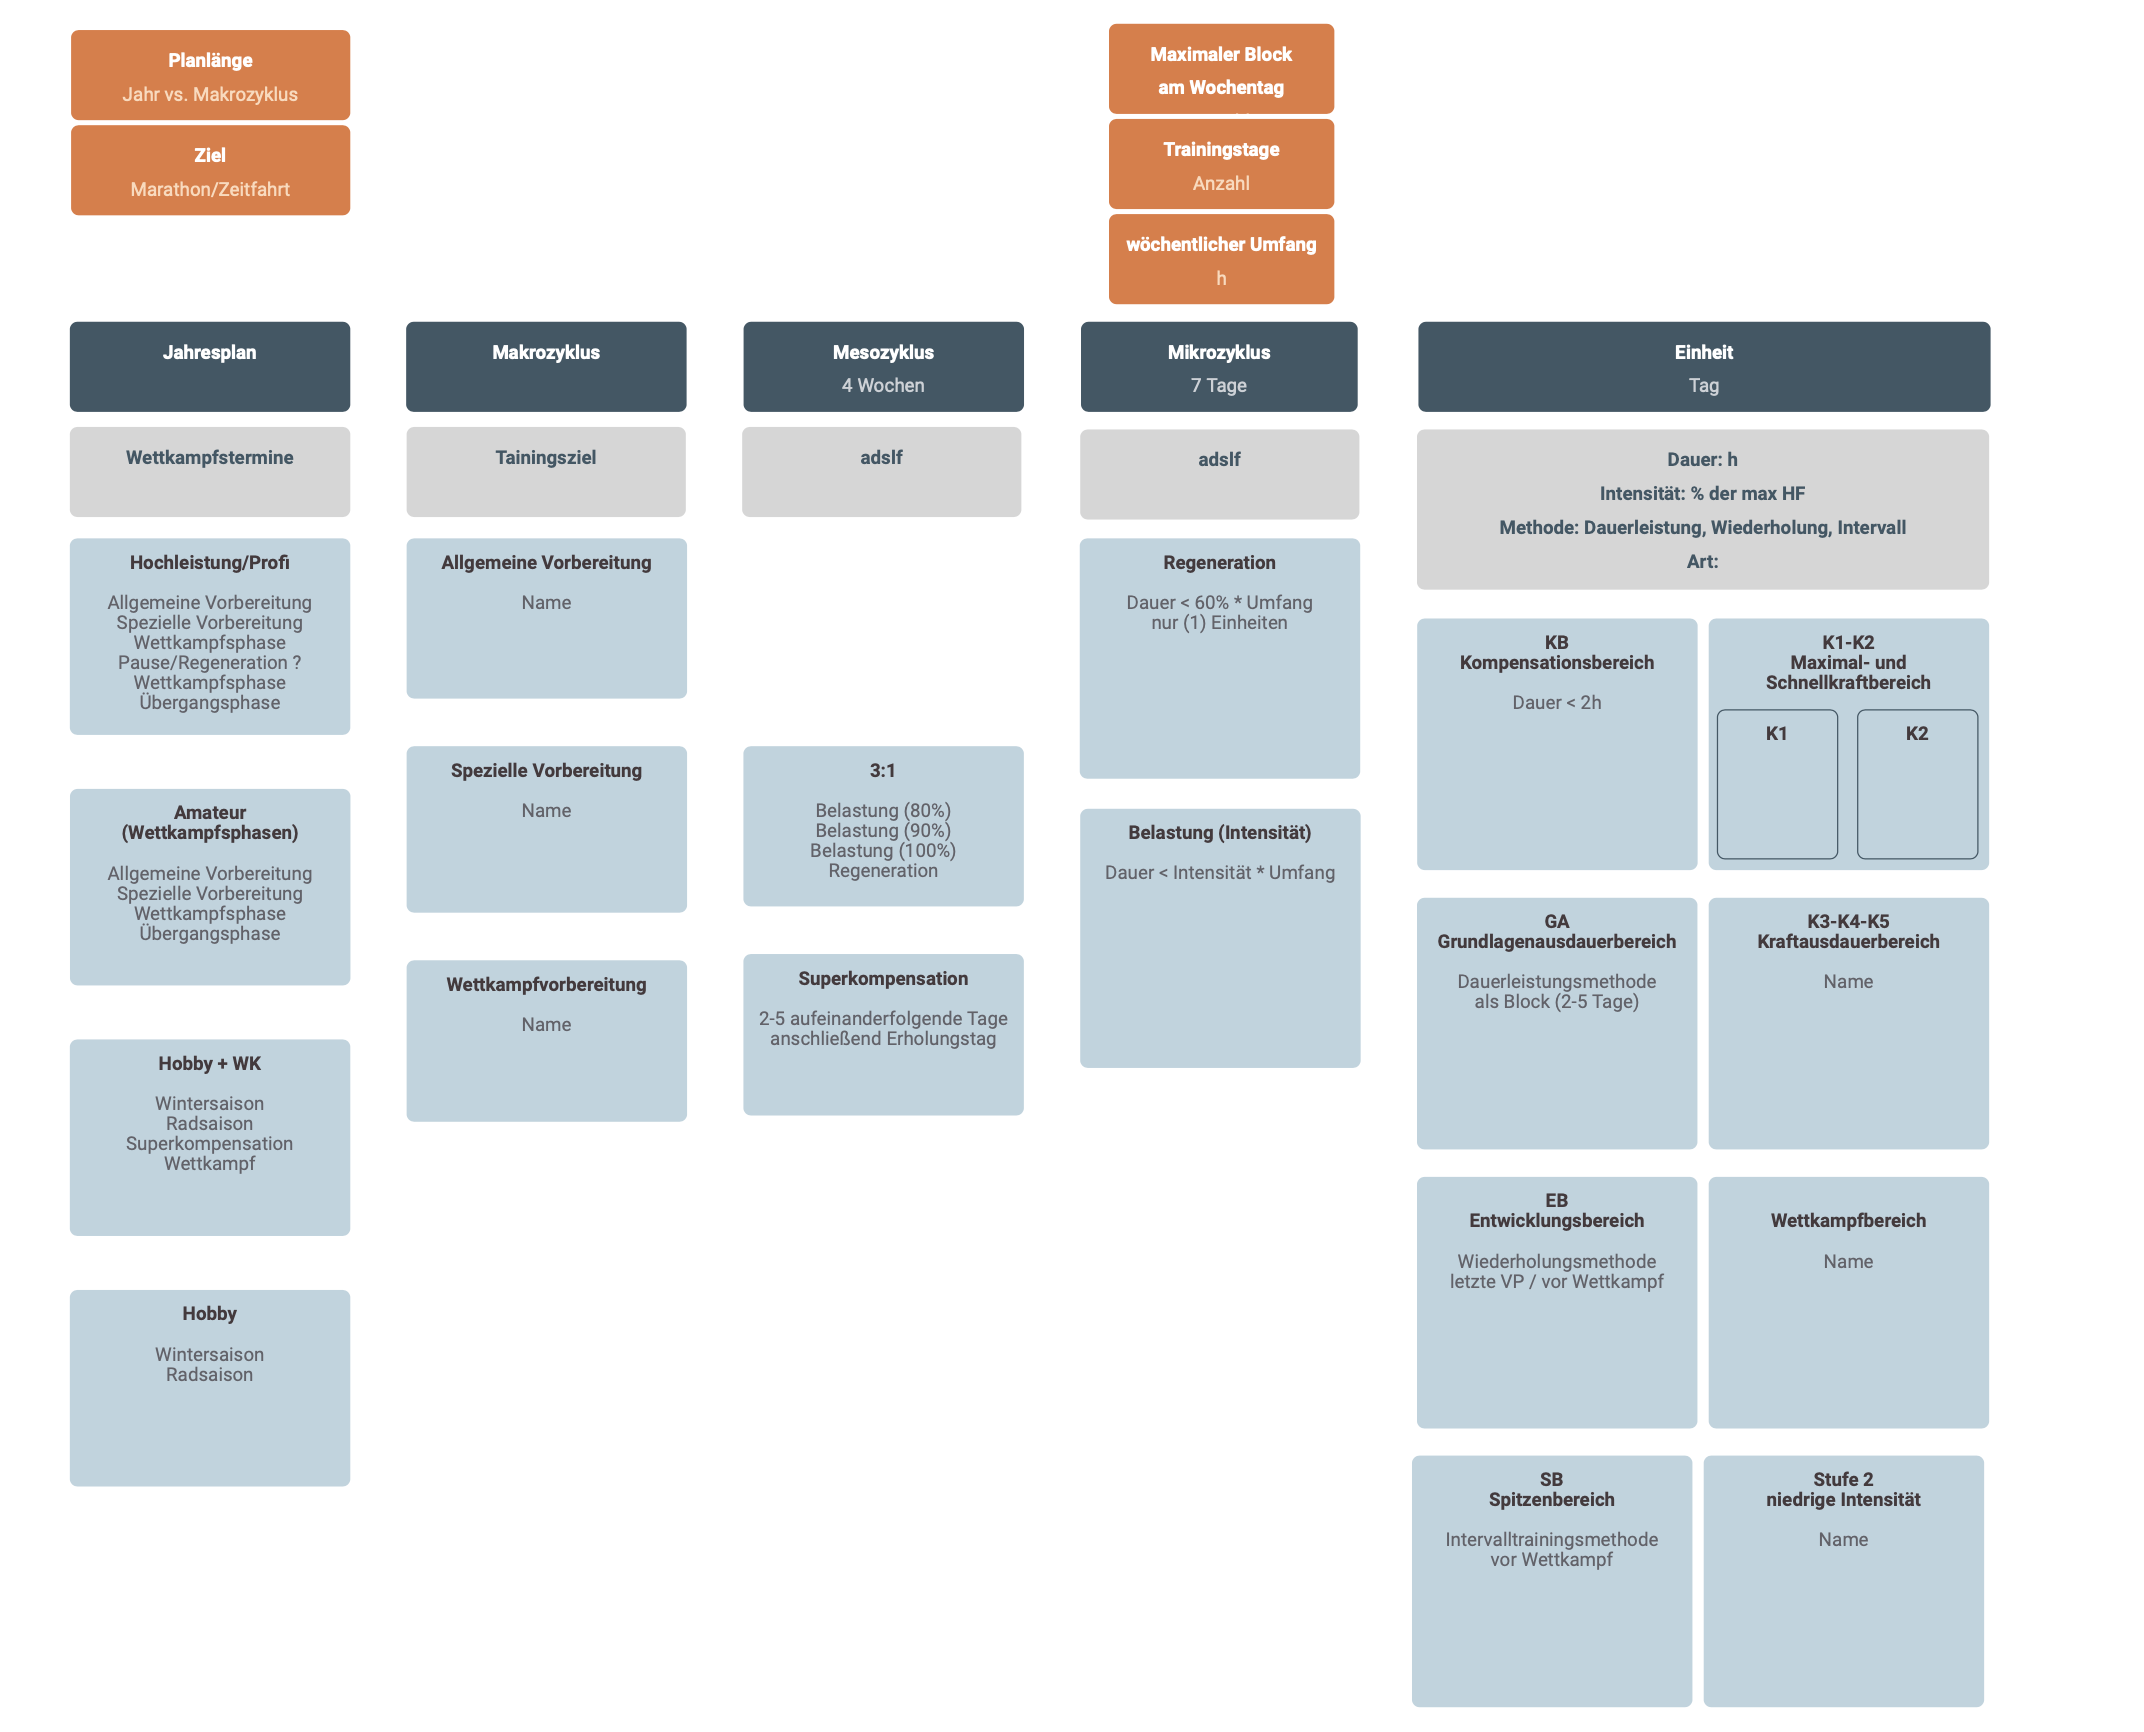 Planlänge
Jahr vs. Makrozyklus
Ziel
Marathon/Zeitfahrt
Maximaler Block
am Wochentag
Trainingstage
Anzahl
wöchentlicher Umfang
h
Jahresplan
Wettkampfstermine
Hochleistung/Profi
Allgemeine Vorbereitung
Spezielle Vorbereitung
Wettkampfsphase
Pause/Regeneration ?
Wettkampfsphase
Übergangsphase
Amateur
(Wettkampfsphasen)
Allgemeine Vorbereitung
Spezielle Vorbereitung
Wettkampfsphase
Übergangsphase
Hobby + WK
Wintersaison
Radsaison
Superkompensation
Wettkampf
Hobby
Wintersaison
Radsaison
Makrozyklus
Tainingsziel
Allgemeine Vorbereitung
Name
Spezielle Vorbereitung
Name
Wettkampfvorbereitung
Name
Mesozyklus
4 Wochen
adslf
3:1
Belastung (80%)
Belastung (90%)
Belastung (100%)
Regeneration
Superkompensation
2-5 aufeinanderfolgende Tage
anschließend Erholungstag
Mikrozyklus
7 Tage
adslf
Regeneration
Dauer < 60% * Umfang
nur (1) Einheiten
Belastung (Intensität)
Dauer < Intensität * Umfang
Einheit
Tag
Dauer: h
Intensität: % der max HF
Methode: Dauerleistung, Wiederholung, Intervall
Art:
KB
Kompensationsbereich
Dauer < 2h
K1-K2
Maximal- und
Schnellkraftbereich
K1
K2
GA
Grundlagenausdauerbereich
Dauerleistungsmethode
als Block (2-5 Tage)
K3-K4-K5
Kraftausdauerbereich
Name
EB
Entwicklungsbereich
Wiederholungsmethode
letzte VP / vor Wettkampf
Wettkampfbereich
Name
SB
Spitzenbereich
Intervalltrainingsmethode
vor Wettkampf
Stufe 2
niedrige Intensität
Name